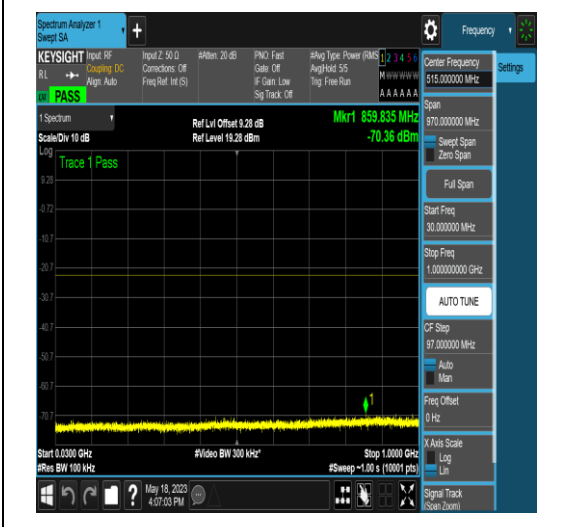 Spectrum Analyzer 1
Swept SA
+
Frequency
KEYSIGHT
RL
PASS
Input: RF
Coupling: DC
Align: Auto
Input Z: 50 Ω
Corrections: Off
Freq Ref: Int (S)
#Atten: 20 dB
PNO: Fast
Gate: Off
IF Gain: Low
Sig Track: Off
#Avg Type: Power (RMS
Avg|Hold: 5/5
Trig: Free Run
1 2 3 4 5 6
M W W W W W
A A A A A A
1 Spectrum
Scale/Div 10 dB
Ref Lvl Offset 9.28 dB
Ref Level 19.28 dBm
Mkr1 859.835 MHz
-70.36 dBm
Log
Trace 1 Pass
9.28
-0.72
-10.7
-20.7
-30.7
-40.7
-50.7
-60.7
-70.7
1
Start 0.0300 GHz
#Res BW 100 kHz
#Video BW 300 kHz*
Stop 1.0000 GHz
#Sweep ~1.00 s (10001 pts)
?
May 18, 2023
4:07:03 PM
Center Frequency
515.000000 MHz
Settings
Span
970.000000 MHz
Swept Span
Zero Span
Full Span
Start Freq
30.000000 MHz
Stop Freq
1.000000000 GHz
AUTO TUNE
CF Step
97.000000 MHz
Auto
Man
Freq Offset
0 Hz
X Axis Scale
Log
Lin
Signal Track
(Span Zoom)